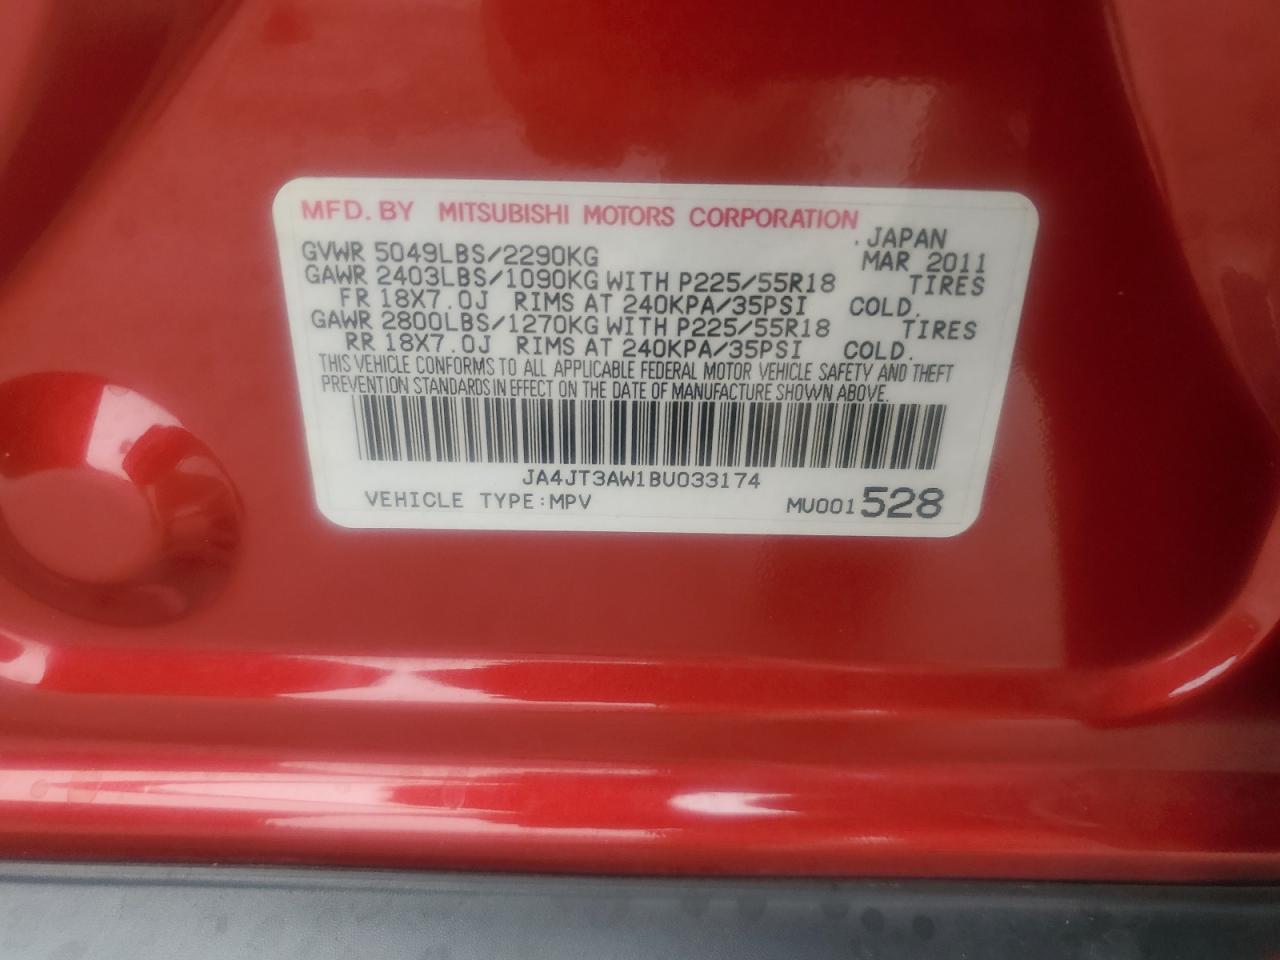 MFD. BY MITSUBISHI MOTORS CORPORATION
JAPAN
GVWR 5049LBS/2290KG MAR 2011
GAWR 2403LBS/1090KG WITH P225/55R18 TIRES
FR 18X7.0J RIMS AT 240KPA/35PSI COLD.
GAWR 2800LBS/1270KG WITH P225/55R18 TIRES
RR 18X7.0J RIMS AT 240KPA/35PSI COLD.
THIS VEHICLE CONFORMS TO ALL APPLICABLE FEDERAL MOTOR VEHICLE SAFETY AND THEFT
PREVENTION STANDARDS IN EFFECT ON THE DATE OF MANUFACTURE SHOWN ABOVE.
JA4JT3AW1BU033174
VEHICLE TYPE:MPV MU001528